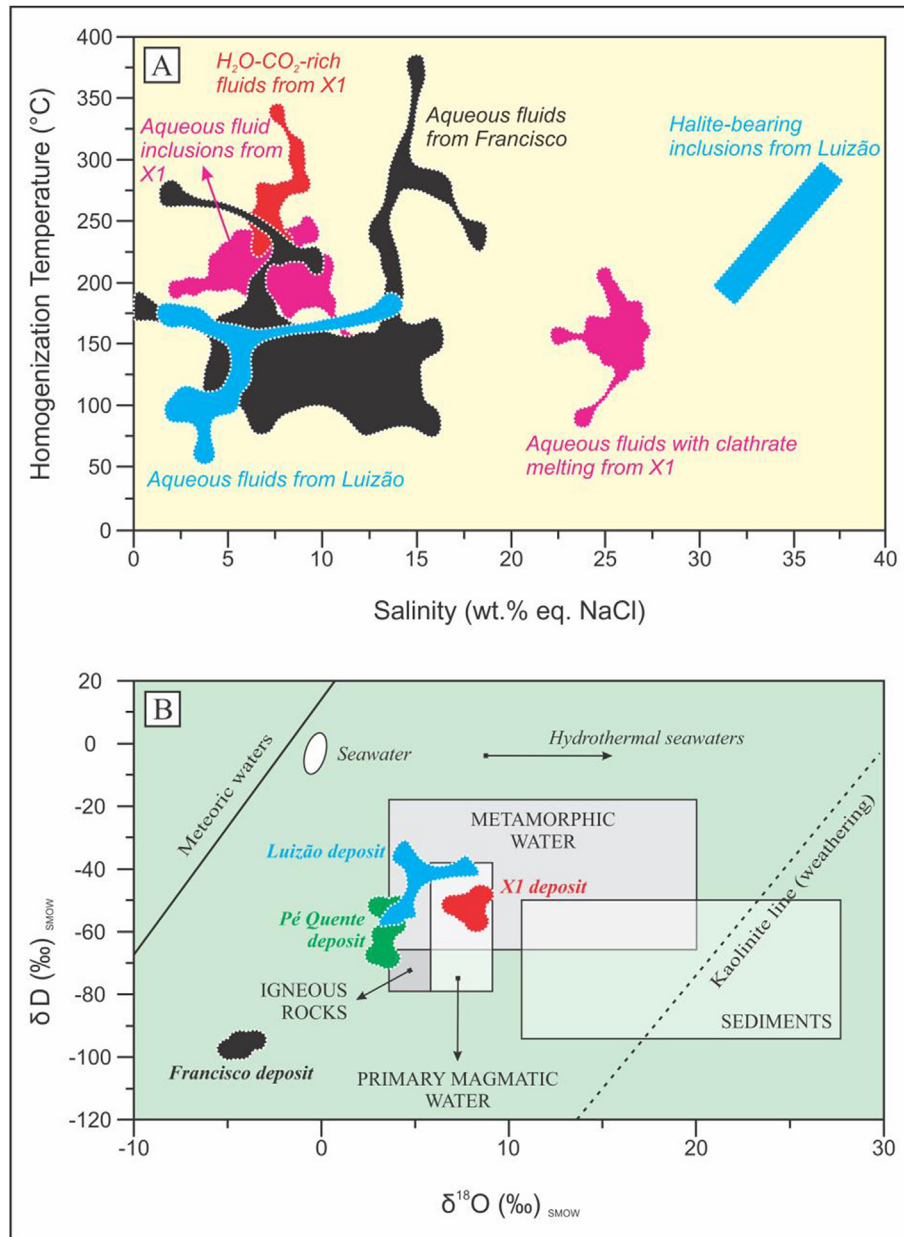 A
400
350
300
250
200
150
100
50
0
Homogenization Temperature (°C)
H₂O-CO₂-rich
fluids from X1
Aqueous fluid
inclusions from
X1
Aqueous fluids
from Francisco
Halite-bearing
inclusions from Luizão
Aqueous fluids with clathrate
melting from X1
Aqueous fluids from Luizão
0
5
10
15
20
25
30
35
40
Salinity (wt.% eq. NaCl)
B
20
0
-20
-40
-60
-80
-100
-120
δD (‰) SMOW
Meteoric waters
Seawater
Hydrothermal seawaters
METAMORPHIC
WATER
Luizão deposit
X1 deposit
Pé Quente
deposit
Kaolinite line (weathering)
IGNEOUS
ROCKS
SEDIMENTS
Francisco deposit
PRIMARY MAGMATIC
WATER
-10
0
10
20
30
δ¹⁸O (‰) SMOW